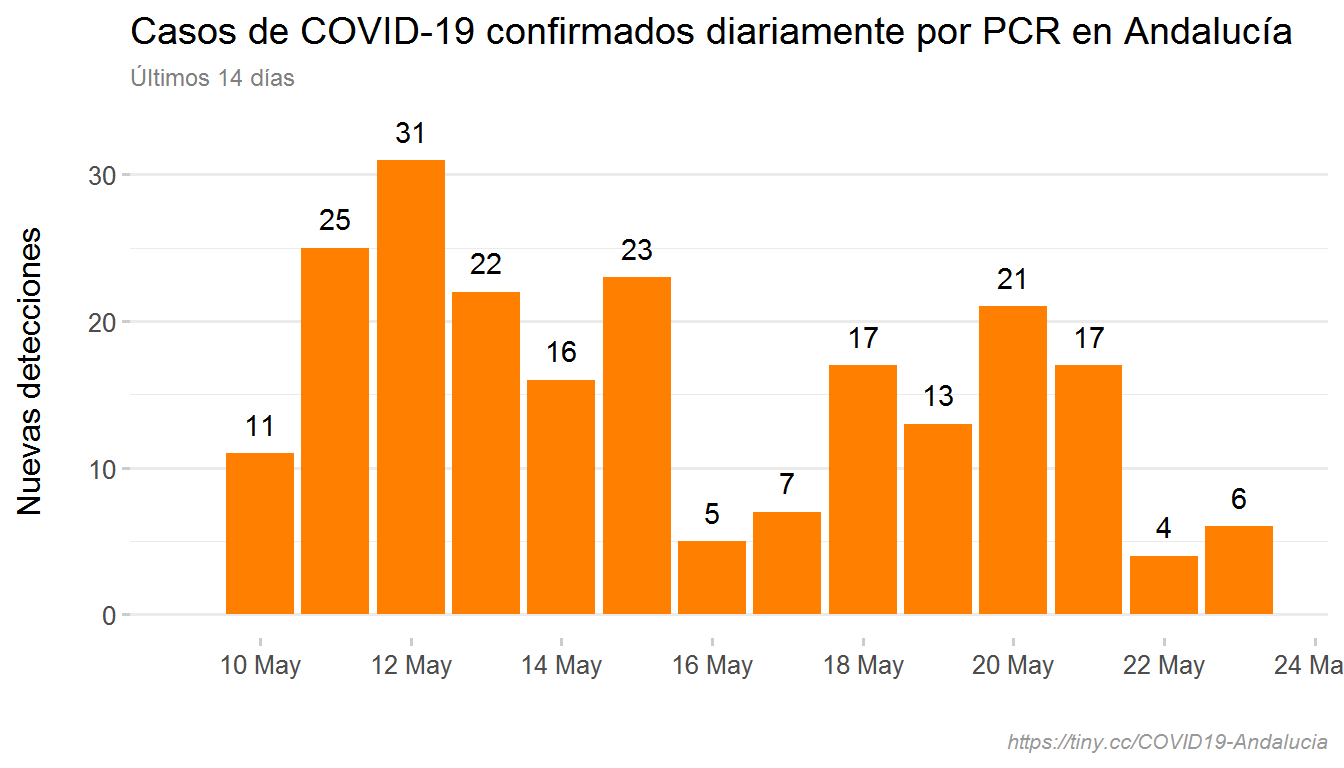 Casos de COVID-19 confirmados diariamente por PCR en Andalucía
Últimos 14 días
Nuevas detecciones
30
20
10
0
11
25
31
22
16
23
5
7
17
13
21
17
4
6
10 May
12 May
14 May
16 May
18 May
20 May
22 May
24 Ma
https://tiny.cc/COVID19-Andalucia